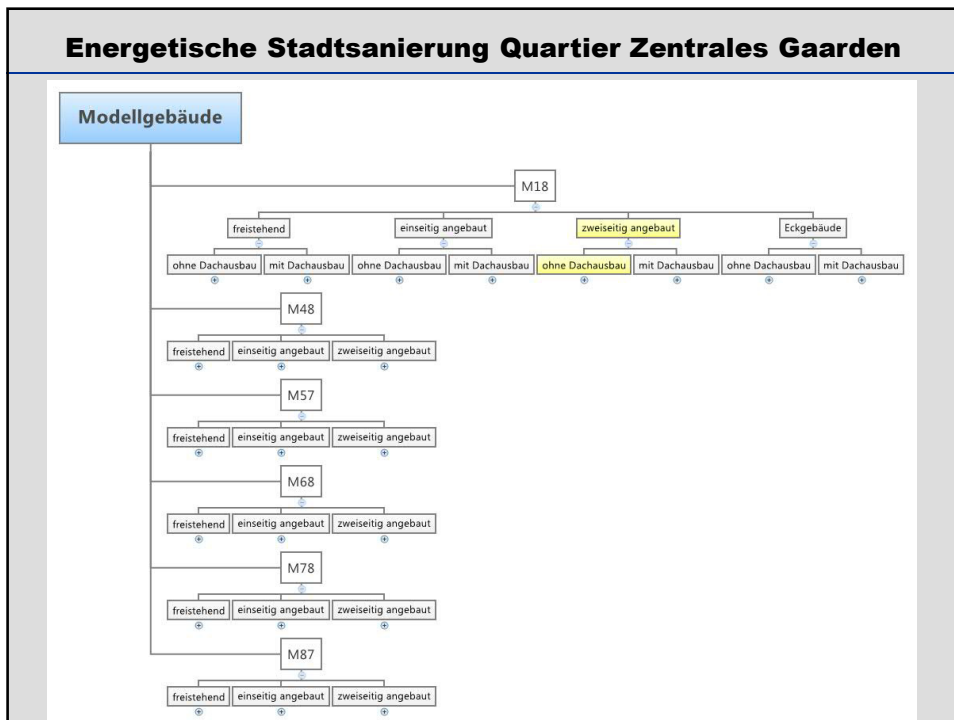 Energetische Stadtsanierung Quartier Zentrales Gaarden
Modellgebäude
M18
freistehend einseitig angebaut zweiseitig angebaut Eckgebäude
ohne Dachausbau mit Dachausbau ohne Dachausbau mit Dachausbau ohne Dachausbau mit Dachausbau ohne Dachausbau mit Dachausbau
M48
freistehend einseitig angebaut zweiseitig angebaut
M57
freistehend einseitig angebaut zweiseitig angebaut
M68
freistehend einseitig angebaut zweiseitig angebaut
M78
freistehend einseitig angebaut zweiseitig angebaut
M87
freistehend einseitig angebaut zweiseitig angebaut